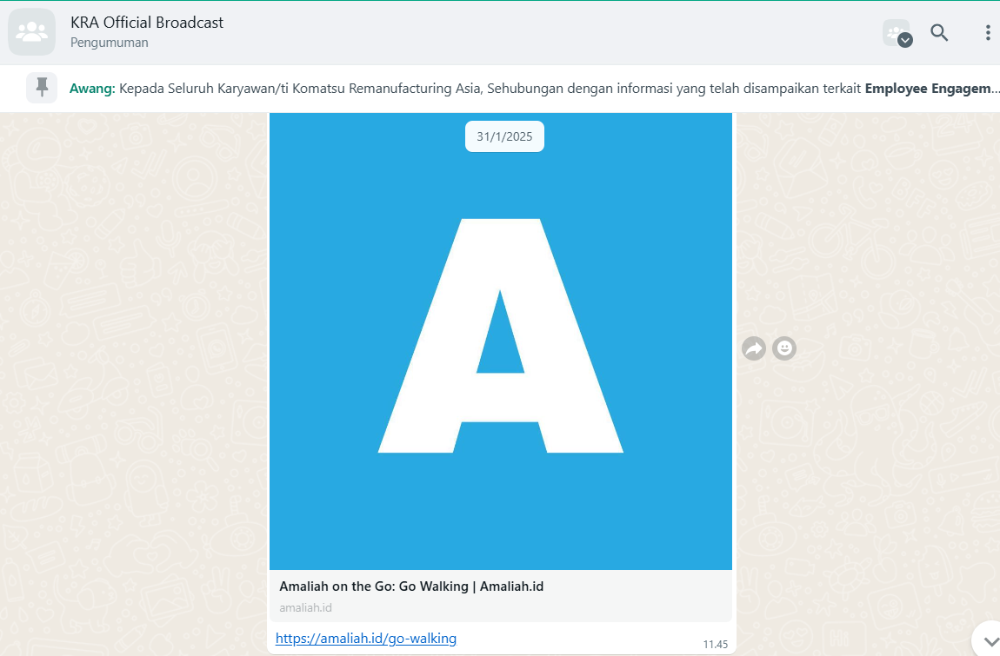 KRA Official Broadcast
Pengumuman
Awang: Kepada Seluruh Karyawan/ti Komatsu Remanufacturing Asia, Sehubungan dengan informasi yang telah disampaikan terkait Employee Engagem...
31/1/2025
A
Amaliah on the Go: Go Walking | Amaliah.id
amaliah.id
https://amaliah.id/go-walking
11.45